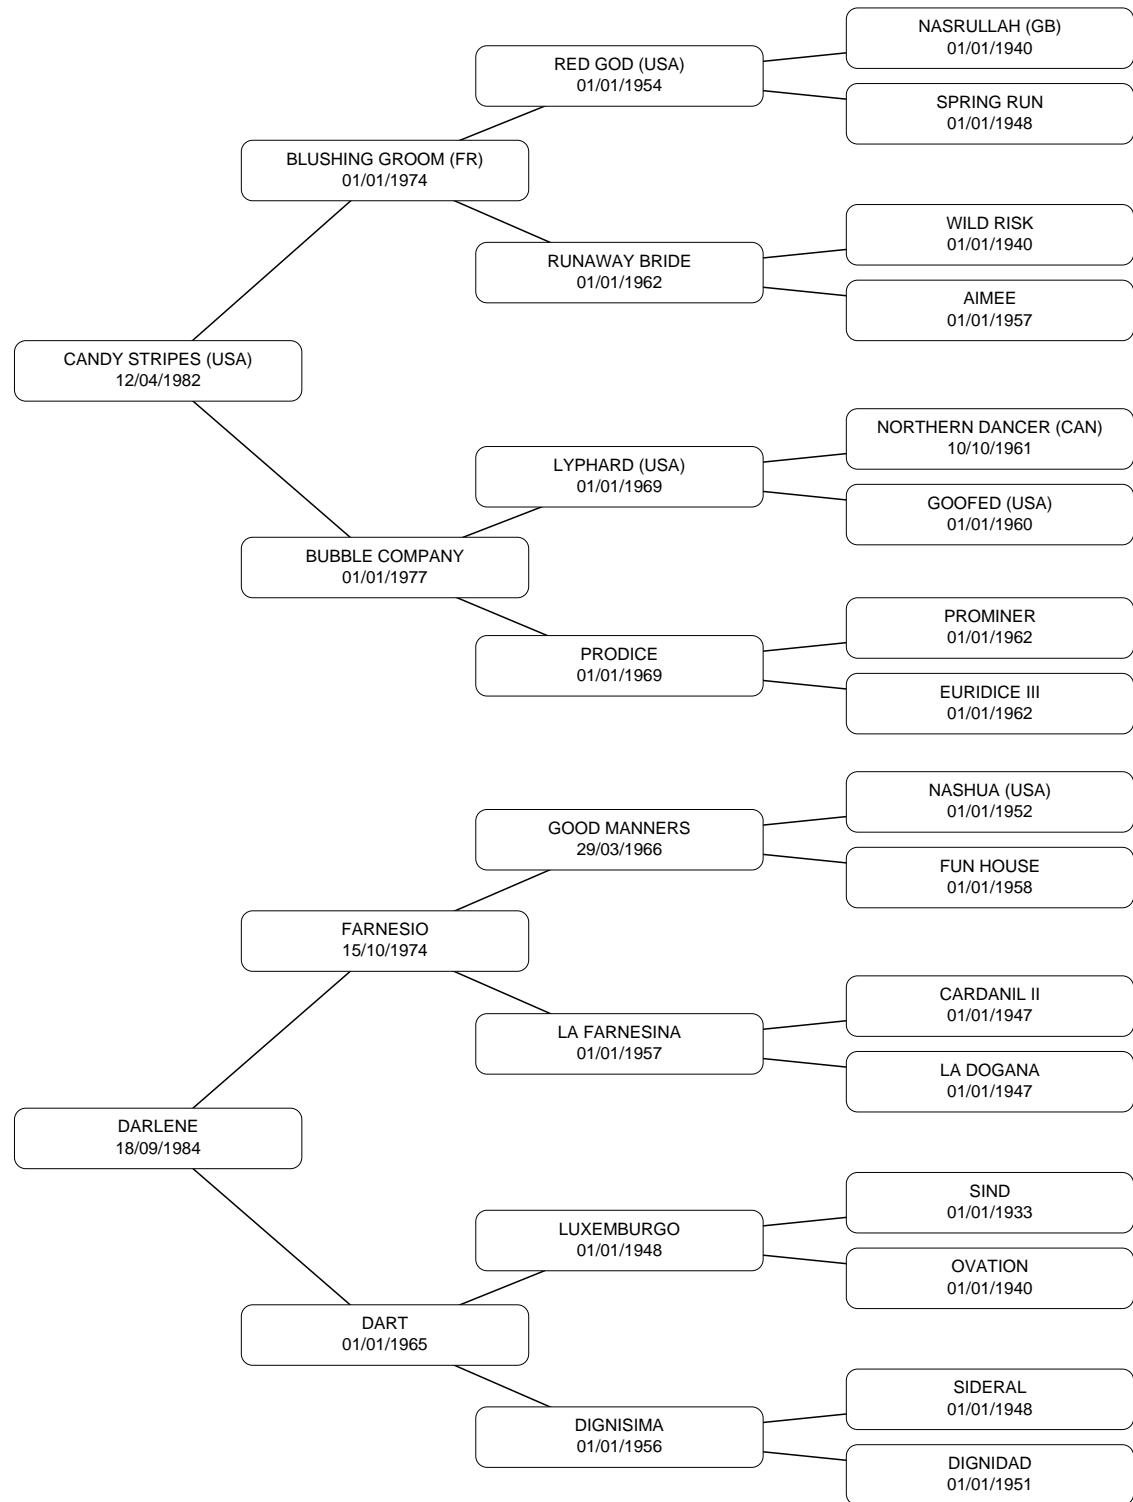 NASRULLAH (GB)
01/01/1940
RED GOD (USA)
01/01/1954
SPRING RUN
01/01/1948
BLUSHING GROOM (FR)
01/01/1974
WILD RISK
01/01/1940
RUNAWAY BRIDE
01/01/1962
AIMEE
01/01/1957
CANDY STRIPES (USA)
12/04/1982
NORTHERN DANCER (CAN)
10/10/1961
LYPHARD (USA)
01/01/1969
GOOFED (USA)
01/01/1960
BUBBLE COMPANY
01/01/1977
PROMINER
01/01/1962
PRODICE
01/01/1969
EURIDICE III
01/01/1962
NASHUA (USA)
01/01/1952
GOOD MANNERS
29/03/1966
FUN HOUSE
01/01/1958
FARNESIO
15/10/1974
CARDANIL II
01/01/1947
LA FARNESINA
01/01/1957
LA DOGANA
01/01/1947
DARLENE
18/09/1984
SIND
01/01/1933
LUXEMBURGO
01/01/1948
OVATION
01/01/1940
DART
01/01/1965
SIDERAL
01/01/1948
DIGNISIMA
01/01/1956
DIGNIDAD
01/01/1951